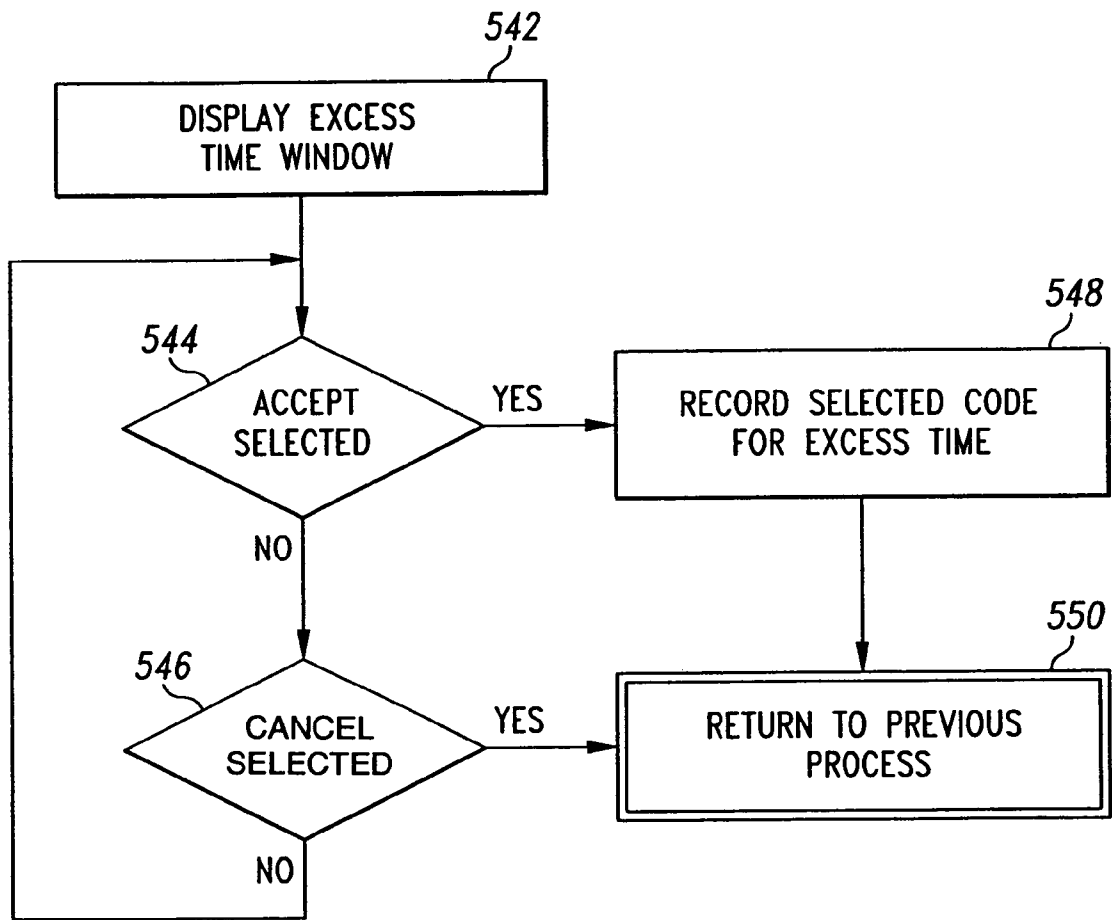 542
DISPLAY EXCESS
TIME WINDOW
544
ACCEPT
SELECTED
YES
548
RECORD SELECTED CODE
FOR EXCESS TIME
NO
546
CANCEL
SELECTED
YES
550
RETURN TO PREVIOUS
PROCESS
NO